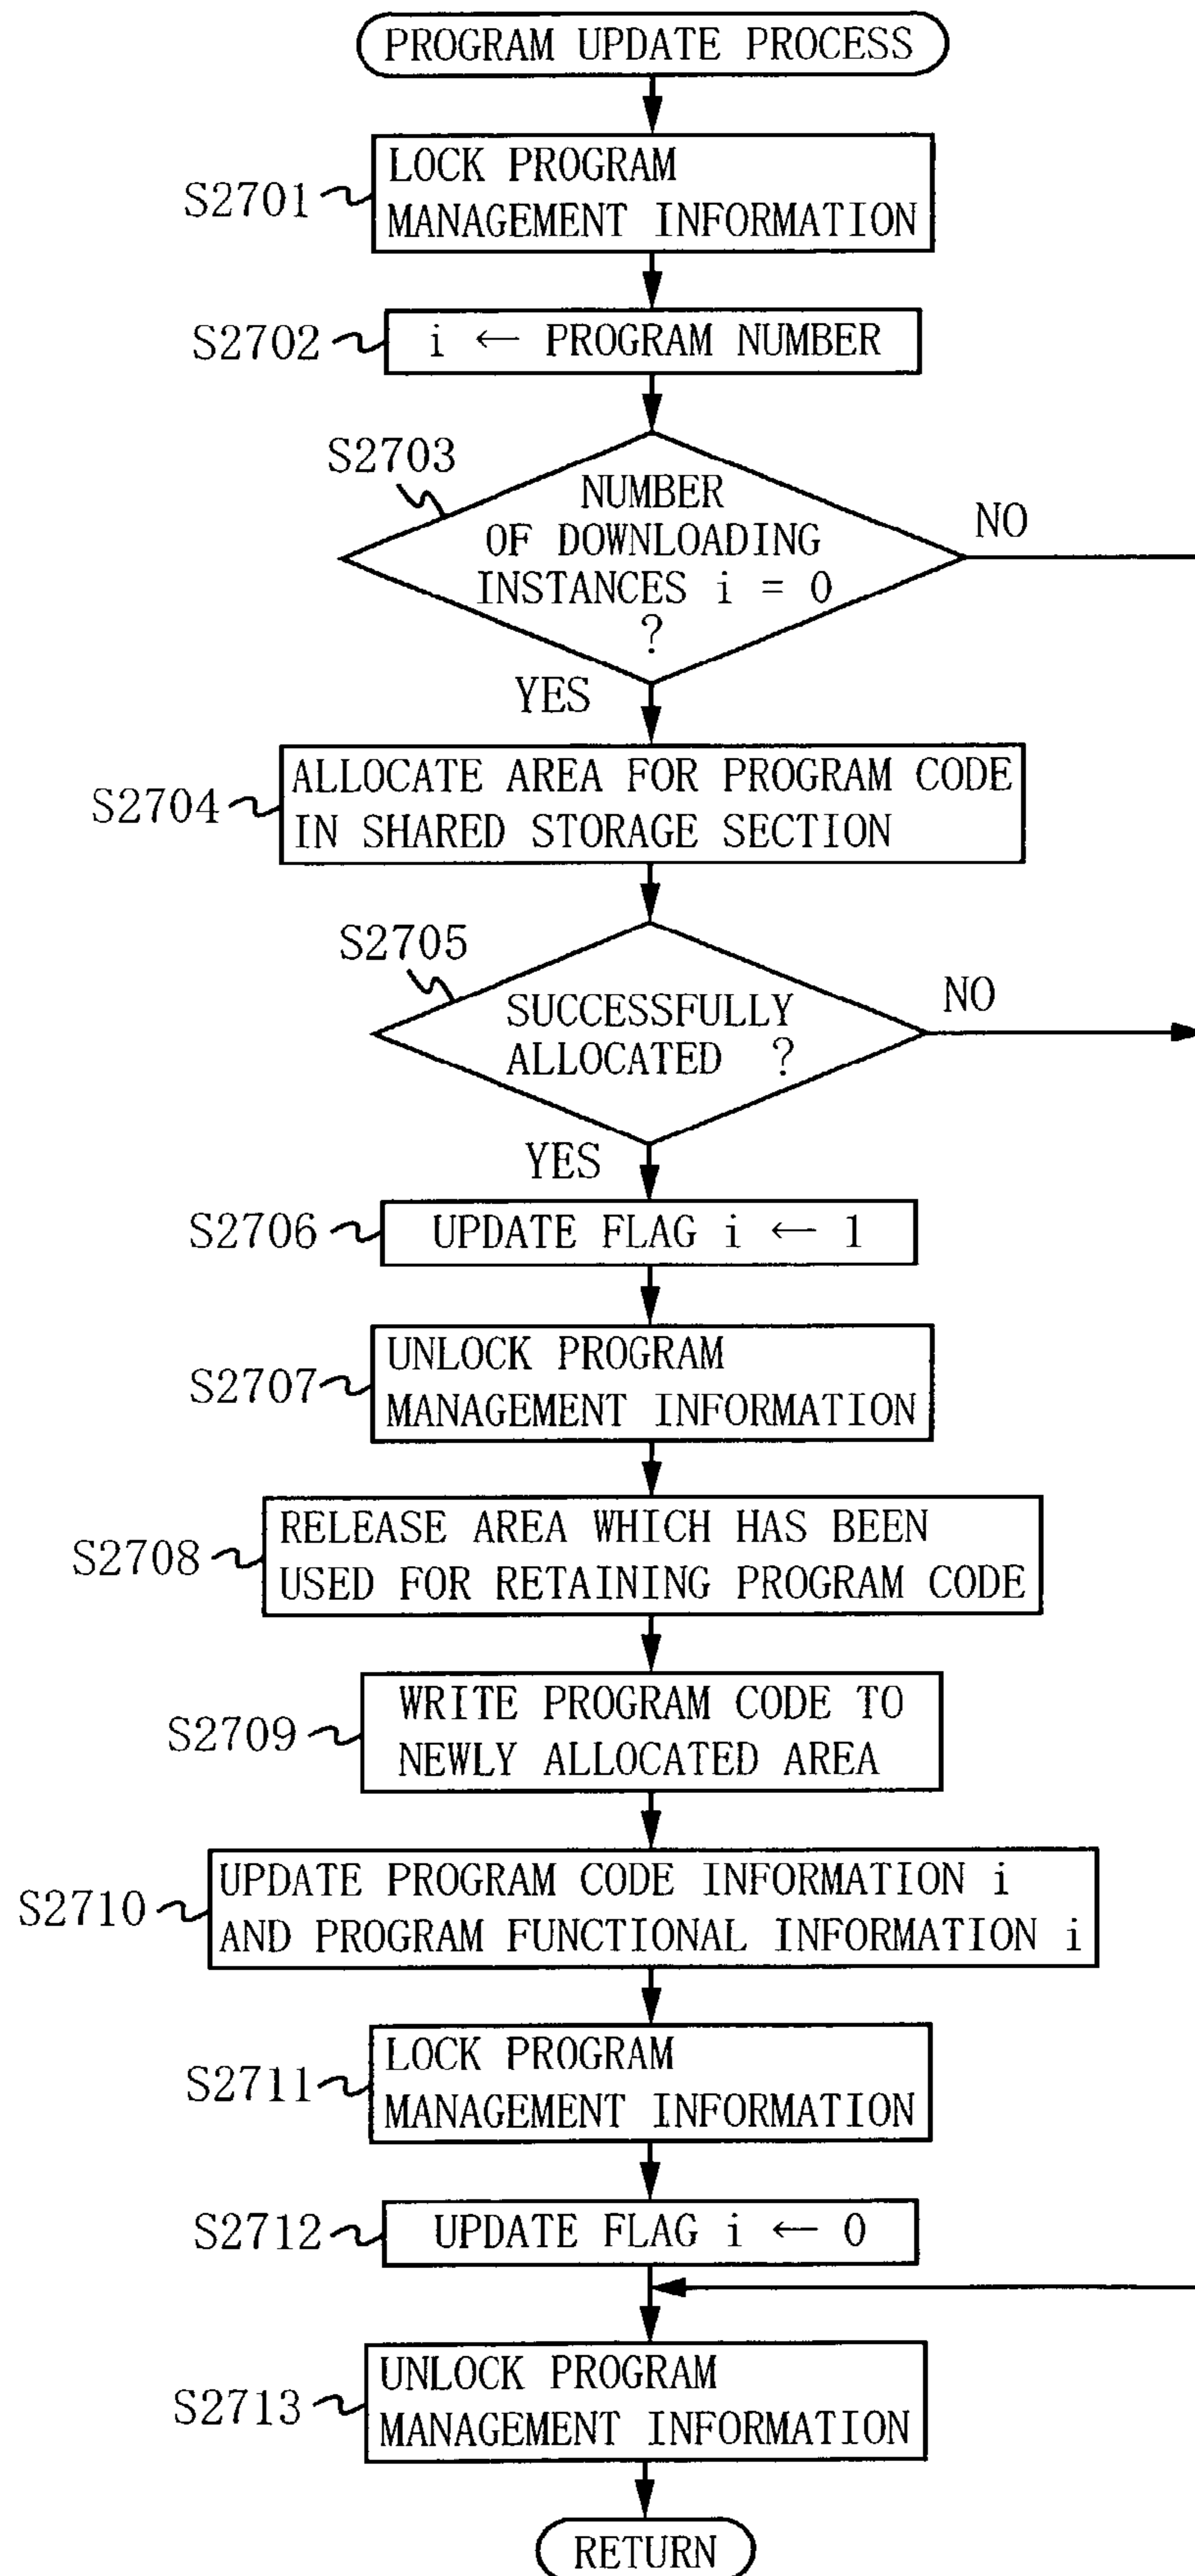 PROGRAM UPDATE PROCESS
S2701
LOCK PROGRAM
MANAGEMENT INFORMATION
S2702
i ← PROGRAM NUMBER
S2703
NUMBER
OF DOWNLOADING
INSTANCES i = 0
?
NO
YES
S2704
ALLOCATE AREA FOR PROGRAM CODE
IN SHARED STORAGE SECTION
S2705
SUCCESSFULLY
ALLOCATED ?
NO
YES
S2706
UPDATE FLAG i ← 1
S2707
UNLOCK PROGRAM
MANAGEMENT INFORMATION
S2708
RELEASE AREA WHICH HAS BEEN
USED FOR RETAINING PROGRAM CODE
S2709
WRITE PROGRAM CODE TO
NEWLY ALLOCATED AREA
S2710
UPDATE PROGRAM CODE INFORMATION i
AND PROGRAM FUNCTIONAL INFORMATION i
S2711
LOCK PROGRAM
MANAGEMENT INFORMATION
S2712
UPDATE FLAG i ← 0
S2713
UNLOCK PROGRAM
MANAGEMENT INFORMATION
RETURN